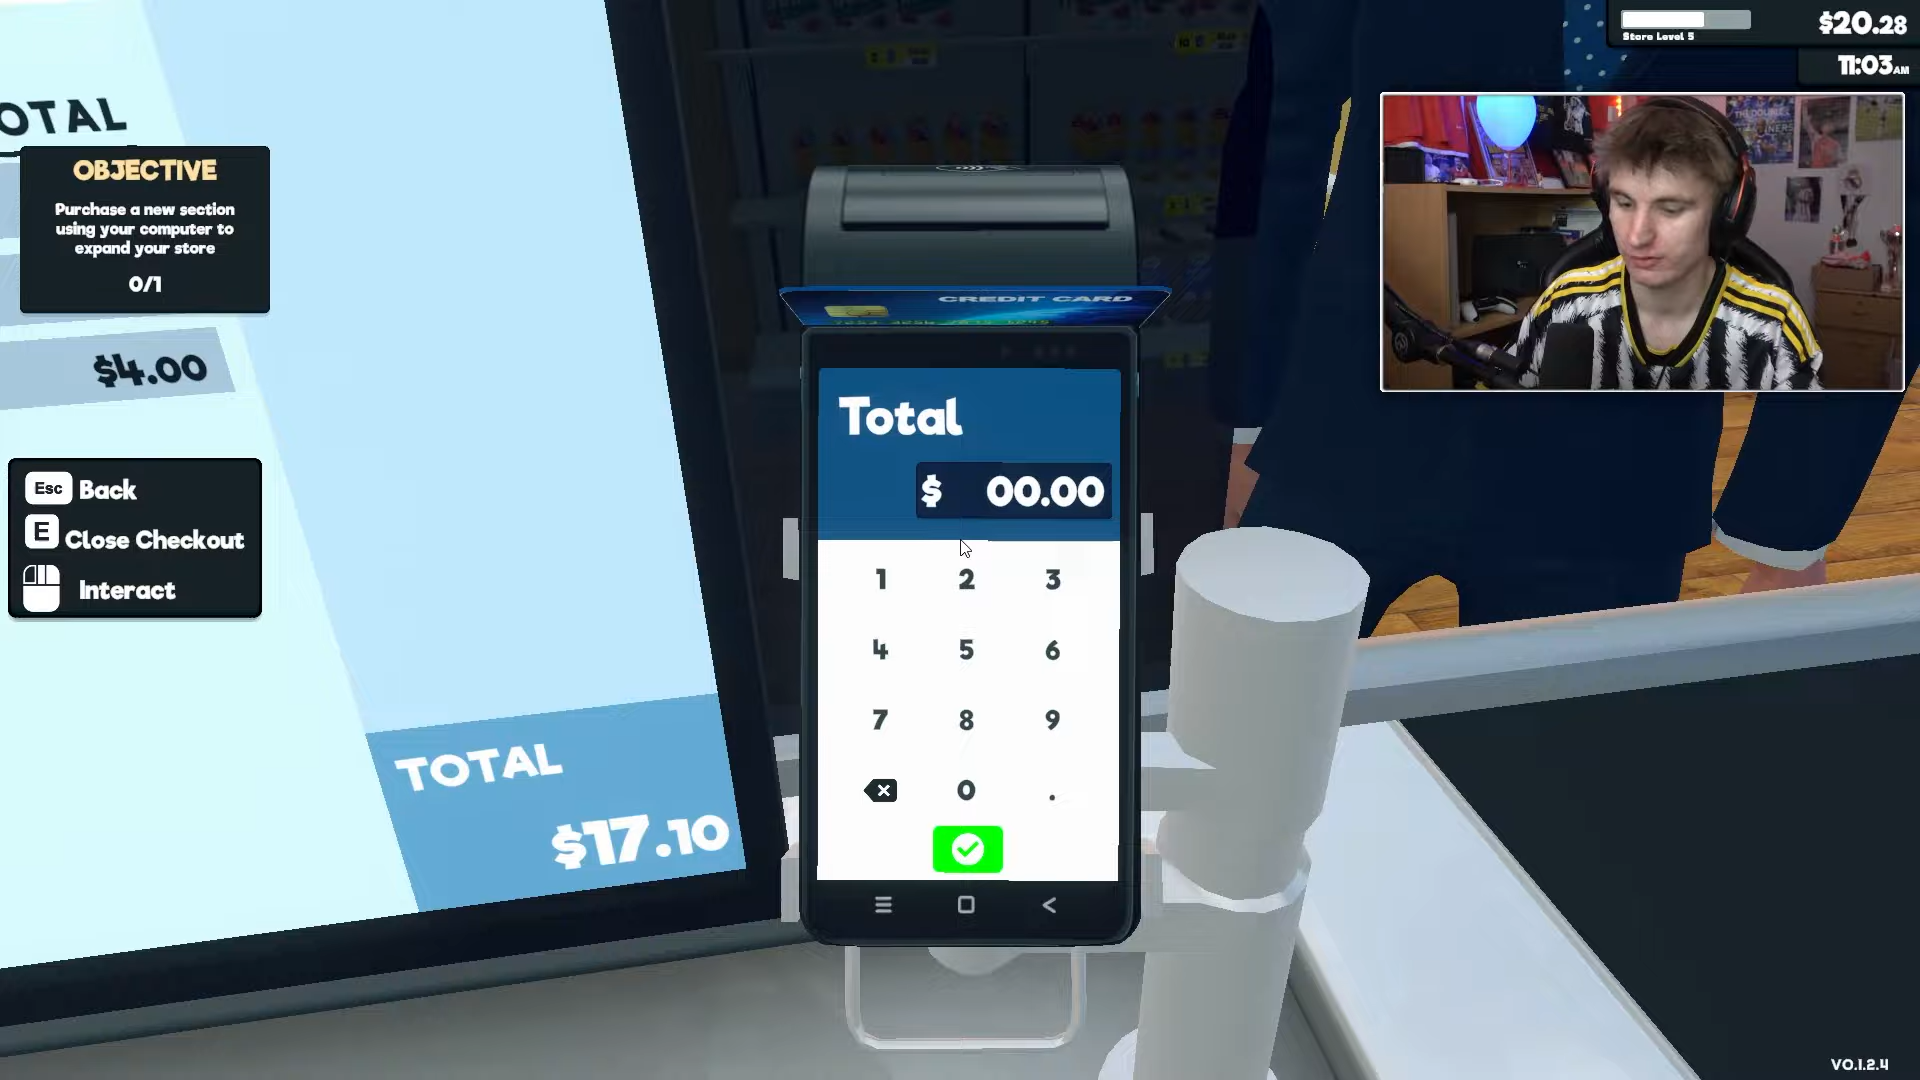 $20.28
Store Level 5
11:03AM
OTAL
OBJECTIVE
Purchase a new section
using your computer to
expand your store
0/1
$4.00
Esc Back
E Close Checkout
Interact
CREDIT CARD
Total
$ 00.00
1 2 3
4 5 6
7 8 9
0 .
TOTAL
$17.10
V0.1.2.4